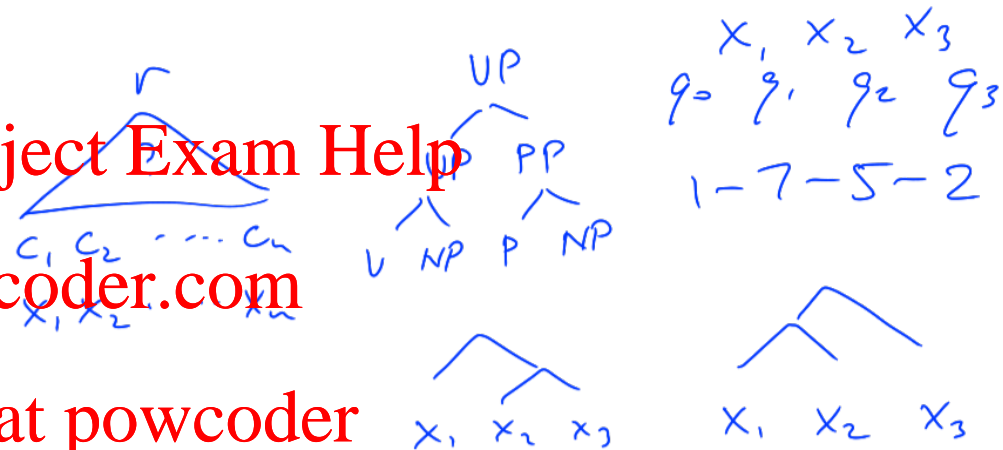 x₁ x₂ x₃
r
VP
q₀ q₁ q₂ q₃
ject Exam Help
VP PP
1 - 7 - 5 - 2
c₁ c₂ ..... cₙ
V NP P NP
coder.com
x₁ x₂ . xₙ
at powcoder
x₁ x₂ x₃
x₁ x₂ x₃